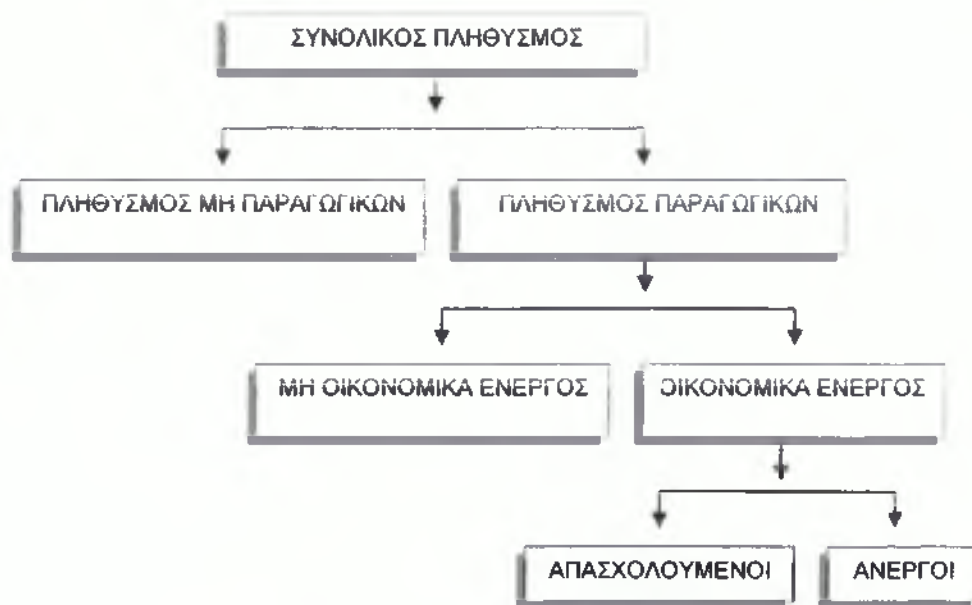 ΣΥΝΟΛΙΚΟΣ ΠΛΗΘΥΣΜΟΣ
ΠΛΗΘΥΣΜΟΣ ΜΗ ΠΑΡΑΓΩΓΙΚΩΝ
ΠΛΗΘΥΣΜΟΣ ΠΑΡΑΓΩΓΙΚΩΝ
ΜΗ ΟΙΚΟΝΟΜΙΚΑ ΕΝΕΡΓΟΣ
ΟΙΚΟΝΟΜΙΚΑ ΕΝΕΡΓΟΣ
ΑΠΑΣΧΟΛΟΥΜΕΝΟΙ
ΑΝΕΡΓΟΙ